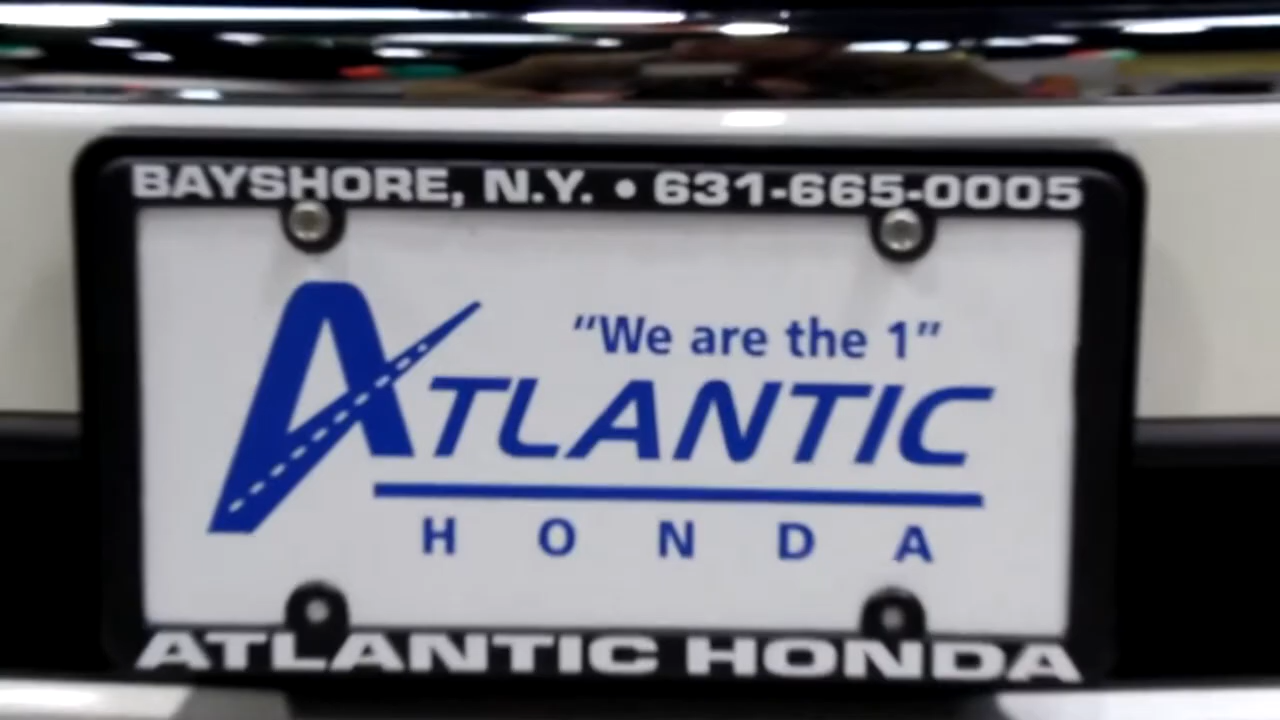 BAYSHORE, N.Y. • 631-665-0005
“We are the 1”
ATLANTIC
HONDA
ATLANTIC HONDA